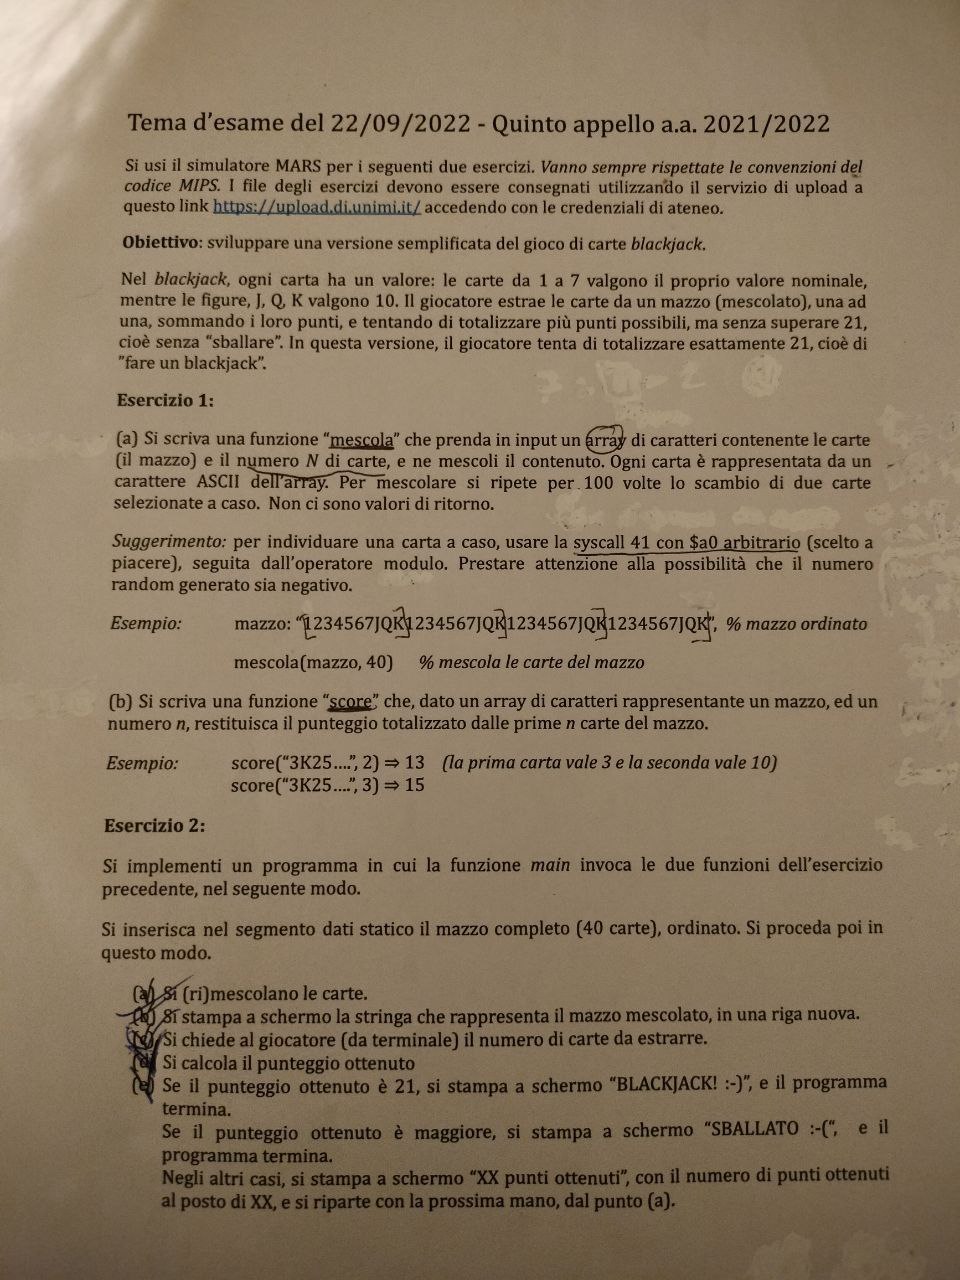 Tema d'esame del 22/09/2022 - Quinto appello a.a. 2021/2022
Si usi il simulatore MARS per i seguenti due esercizi. Vanno sempre rispettate le convenzioni del
codice MIPS. I file degli esercizi devono essere consegnati utilizzando il servizio di upload a
questo link https://upload.di.unimi.it/ accedendo con le credenziali di ateneo.
Obiettivo: sviluppare una versione semplificata del gioco di carte blackjack.
Nel blackjack, ogni carta ha un valore: le carte da 1 a 7 valgono il proprio valore nominale,
mentre le figure, J, Q, K valgono 10. Il giocatore estrae le carte da un mazzo (mescolato), una ad
una, sommando i loro punti, e tentando di totalizzare più punti possibili, ma senza superare 21,
cioè senza "sballare". In questa versione, il giocatore tenta di totalizzare esattamente 21, cioè di
"fare un blackjack".
Esercizio 1:
(a) Si scriva una funzione "mescola" che prenda in input un array di caratteri contenente le carte
(il mazzo) e il numero N di carte, e ne mescoli il contenuto. Ogni carta è rappresentata da un
carattere ASCII dell'array. Per mescolare si ripete per 100 volte lo scambio di due carte
selezionate a caso. Non ci sono valori di ritorno.
Suggerimento: per individuare una carta a caso, usare la syscall 41 con $a0 arbitrario (scelto a
piacere), seguita dall'operatore modulo. Prestare attenzione alla possibilità che il numero
random generato sia negativo.
Esempio: mazzo: "1234567JQK1234567JQK1234567JQK1234567JQK", % mazzo ordinato
mescola(mazzo, 40) % mescola le carte del mazzo
(b) Si scriva una funzione "score" che, dato un array di caratteri rappresentante un mazzo, ed un
numero n, restituisca il punteggio totalizzato dalle prime n carte del mazzo.
Esempio: score("3K25....", 2) ⇒ 13 (la prima carta vale 3 e la seconda vale 10)
score("3K25....", 3) ⇒ 15
Esercizio 2:
Si implementi un programma in cui la funzione main invoca le due funzioni dell'esercizio
precedente, nel seguente modo.
Si inserisca nel segmento dati statico il mazzo completo (40 carte), ordinato. Si proceda poi in
questo modo.
(a) Si (ri)mescolano le carte.
(b) Si stampa a schermo la stringa che rappresenta il mazzo mescolato, in una riga nuova.
(c) Si chiede al giocatore (da terminale) il numero di carte da estrarre.
(d) Si calcola il punteggio ottenuto
(e) Se il punteggio ottenuto è 21, si stampa a schermo "BLACKJACK! :-)", e il programma
termina.
Se il punteggio ottenuto è maggiore, si stampa a schermo "SBALLATO :-(", e il
programma termina.
Negli altri casi, si stampa a schermo "XX punti ottenuti", con il numero di punti ottenuti
al posto di XX, e si riparte con la prossima mano, dal punto (a).